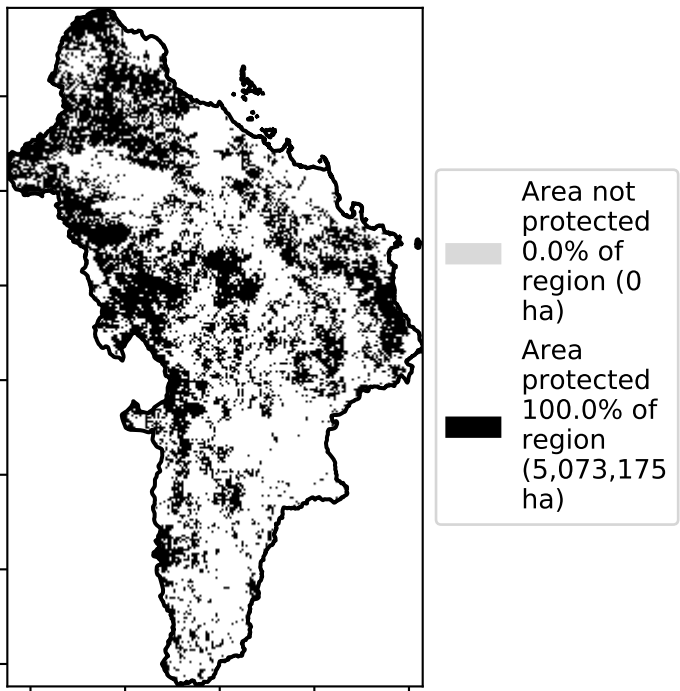 Area not
protected
0.0% of
region (0
ha)
Area
protected
100.0% of
region
(5,073,175
ha)